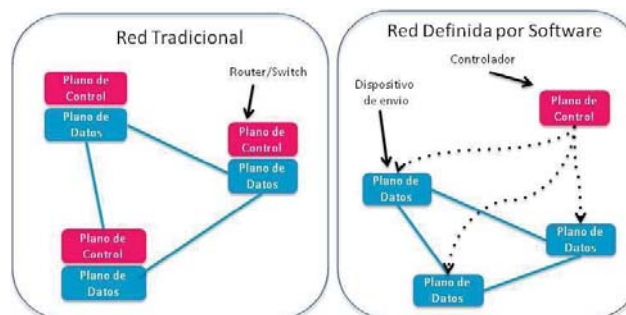 Red Tradicional
Plano de
Control
Plano de
Datos
Router/Switch
Plano de
Control
Plano de
Datos
Plano de
Control
Plano de
Datos
Red Definida por Software
Controlador
Dispositivo
de envio
Plano de
Control
Plano de
Datos
Plano de
Datos
Plano de
Datos